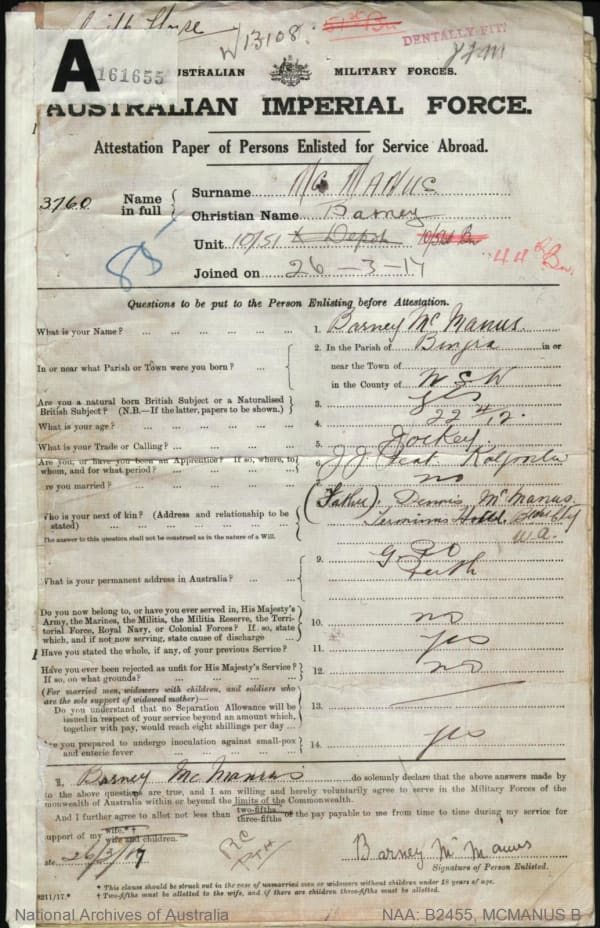 W 13108.
51st Bn
DENTALLY FIT
A 161655
AUSTRALIAN MILITARY FORCES.
AUSTRALIAN IMPERIAL FORCE.
Attestation Paper of Persons Enlisted for Service Abroad.
3760
Name in full { Surname McManus
Christian Name Barney
Unit 10/51 Depot 44th Bn.
Joined on 26-3-17
Questions to be put to the Person Enlisting before Attestation.
What is your Name? 1. Barney McManus
In or near what Parish or Town were you born? 2. In the Parish of in or
near the Town of
in the County of N S W
Are you a natural born British Subject or a Naturalised
British Subject? (N.B.—If the latter, papers to be shown.) 3. yes
What is your age? 4. 22 4/12.
What is your Trade or Calling? 5. Jockey
Are you, or have you been an Apprentice? If so, where, to
whom, and for what period? 6.
Are you married? no
Who is your next of kin? (Address and relationship to be
stated) (Father). Dennis McManus.
Terminus Hotel.
W.A.
The answer to this question shall not be construed as in the nature of a Will.
What is your permanent address in Australia? 9. G.P.O
Perth
Do you now belong to, or have you ever served in, His Majesty's
Army, the Marines, the Militia, the Militia Reserve, the Terri-
torial Force, Royal Navy, or Colonial Forces? If so, state
which, and if not now serving, state cause of discharge 10. no
Have you stated the whole, if any, of your previous Service? 11. yes
Have you ever been rejected as unfit for His Majesty's Service?
If so, on what grounds? 12. no
(For married men, widowers with children, and soldiers who
are the sole support of widowed mother)—
Do you understand that no Separation Allowance will be
issued in respect of your service beyond an amount which,
together with pay, would reach eight shillings per day 13.
Are you prepared to undergo inoculation against small-pox
and enteric fever 14. yes
I, Barney McManus do solemnly declare that the above answers made by
to the above questions are true, and I am willing and hereby voluntarily agree to serve in the Military Forces of the
monwealth of Australia within or beyond the limits of the Commonwealth.
And I further agree to allot not less than two-fifths three-fifths of the pay payable to me from time to time during my service for
support of my wife.*† wife and children.
ate 26/3/17
Barney McManus
Signature of Person Enlisted.
8211/17.*
* This clause should be struck out in the case of unmarried men or widowers without children under 18 years of age.
† Two-fifths must be allotted to the wife, and if there are children three-fifths must be allotted.
National Archives of Australia
NAA: B2455, MCMANUS B